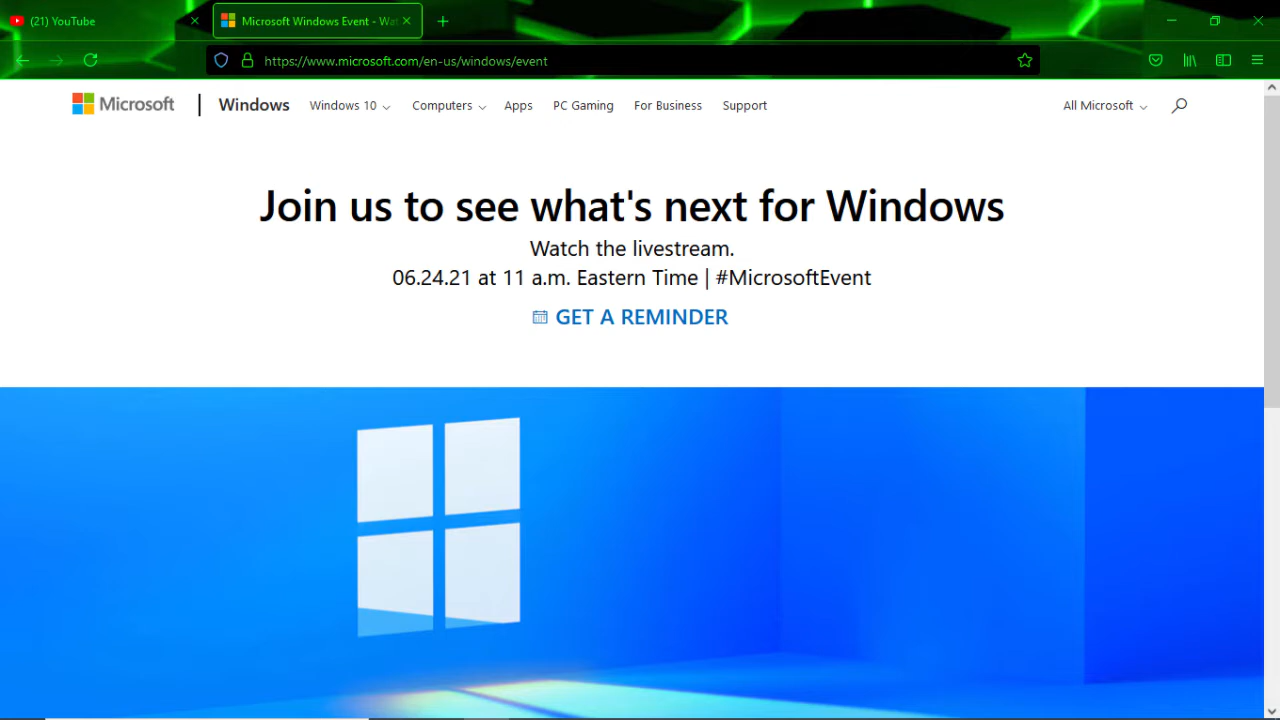 (21) YouTube
Microsoft Windows Event - Wat
https://www.microsoft.com/en-us/windows/event
Microsoft | Windows Windows 10 Computers Apps PC Gaming For Business Support All Microsoft
Join us to see what's next for Windows
Watch the livestream.
06.24.21 at 11 a.m. Eastern Time | #MicrosoftEvent
GET A REMINDER